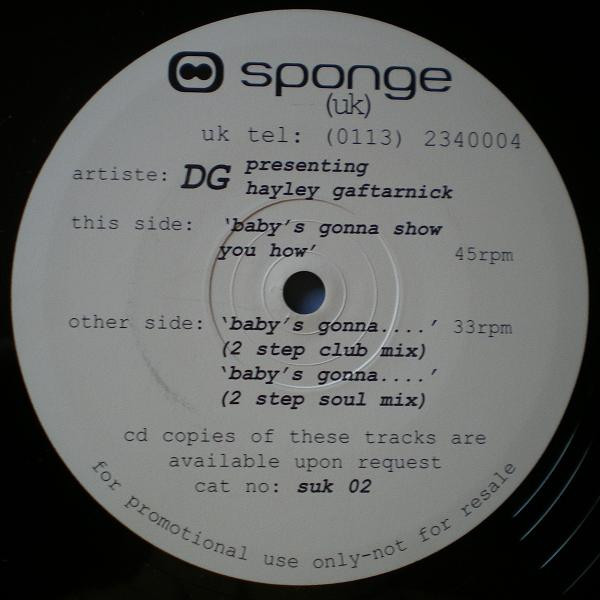 sponge
(uk)
uk tel: (0113) 2340004
artiste: DG presenting
hayley gaftarnick
this side: 'baby's gonna show
you how' 45rpm
other side: 'baby's gonna....' 33rpm
(2 step club mix)
'baby's gonna....'
(2 step soul mix)
cd copies of these tracks are
available upon request
cat no: suk 02
for promotional use only-not for resale